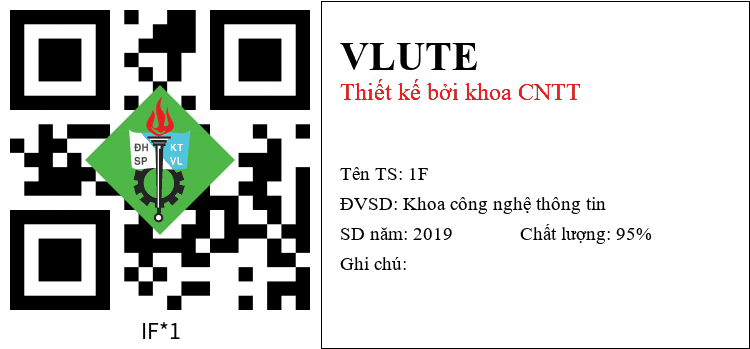 ĐH KT
SP VL
IF*1
VLUTE
Thiết kế bởi khoa CNTT
Tên TS: 1F
ĐVSD: Khoa công nghệ thông tin
SD năm: 2019 Chất lượng: 95%
Ghi chú: